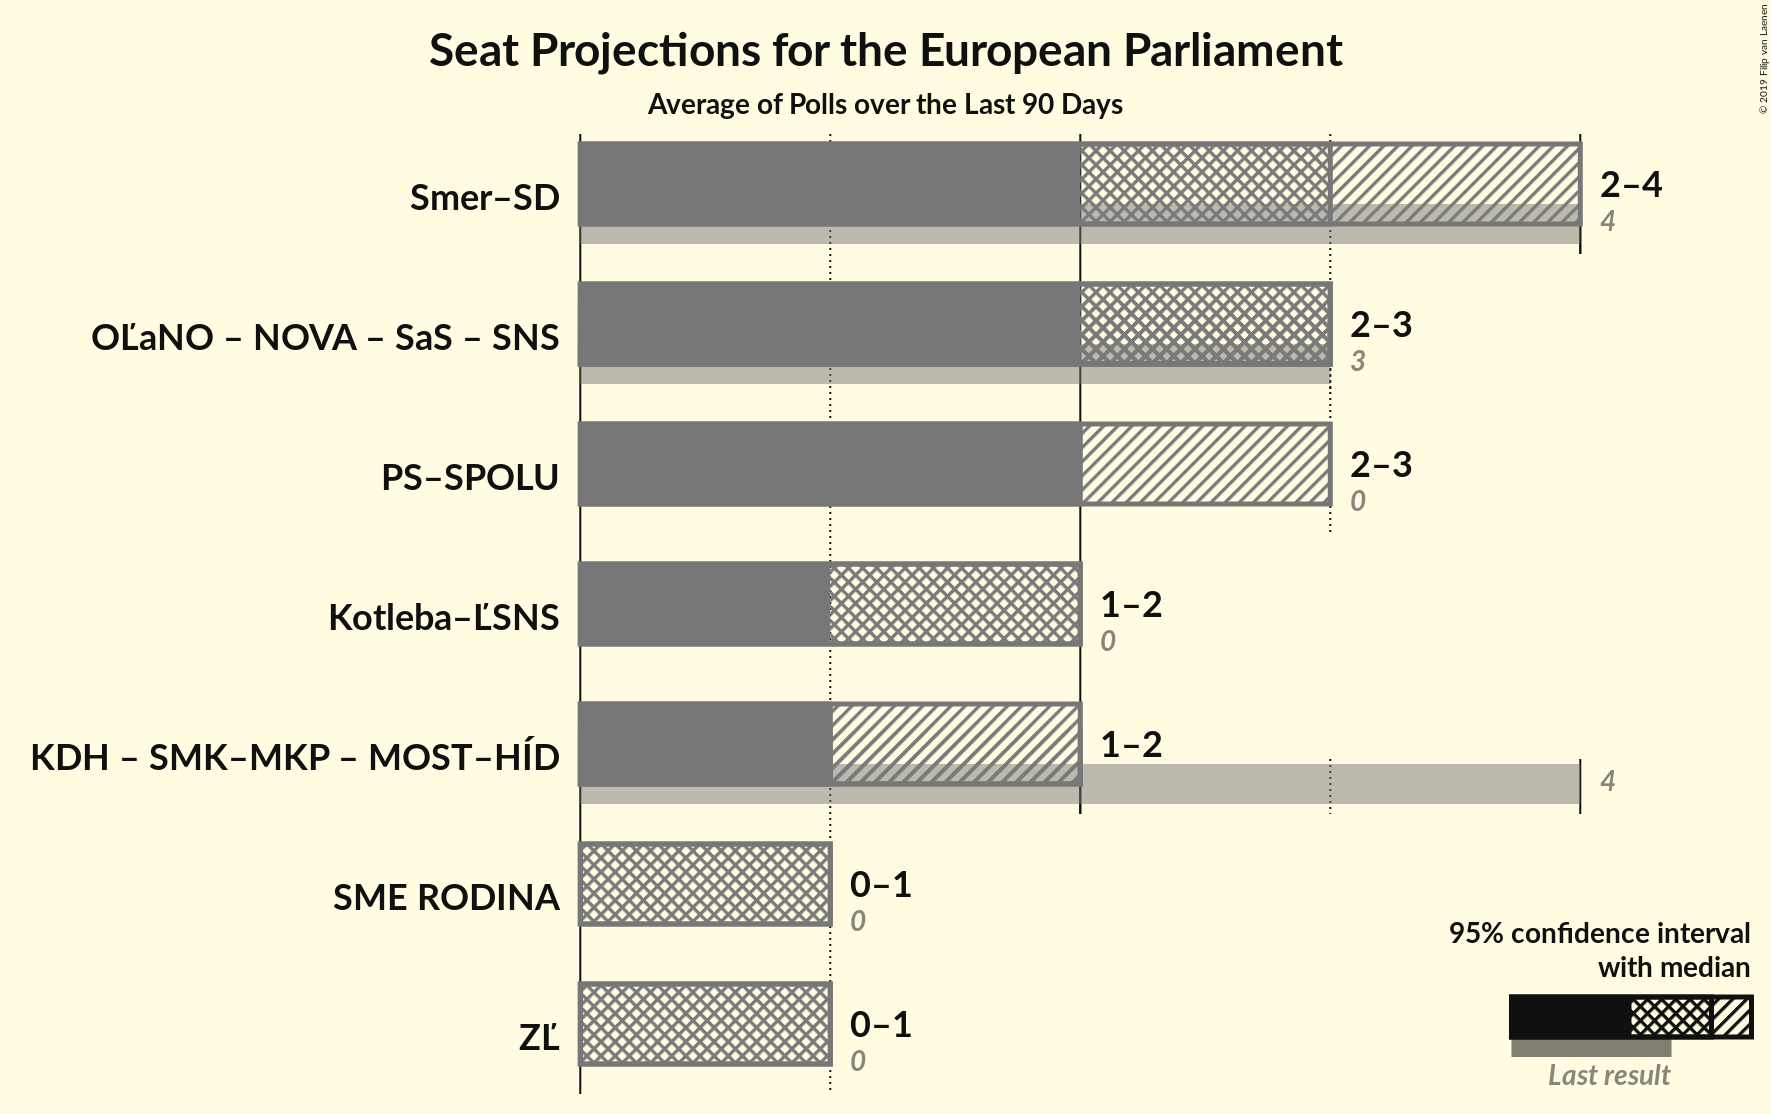 Seat Projections for the European Parliament
Average of Polls over the Last 90 Days
© 2019 Filip van Laenen
Smer–SD
2–4
4
OĽaNO – NOVA – SaS – SNS
2–3
3
PS–SPOLU
2–3
0
Kotleba–ĽSNS
1–2
0
KDH – SMK–MKP – MOST–HÍD
1–2
4
SME RODINA
0–1
0
ZĽ
0–1
0
95% confidence interval
with median
Last result